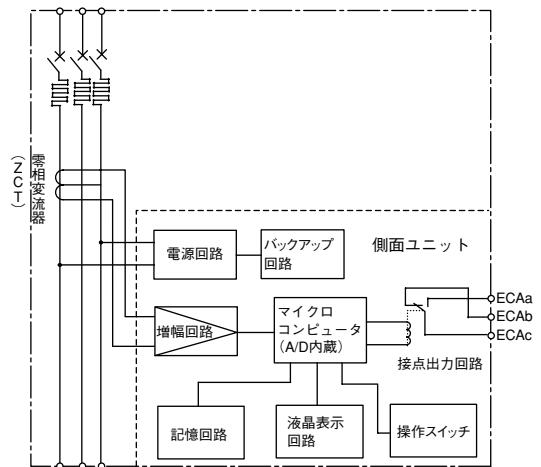 零相変流器
(ZCT)
電源回路
バックアップ
回路
側面ユニット
増幅回路
マイクロ
コンピュータ
(A/D内蔵)
ECAa
ECAb
ECAc
接点出力回路
記憶回路
液晶表示
回路
操作スイッチ